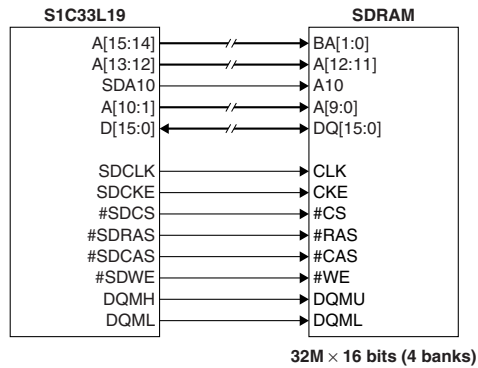 S1C33L19 SDRAM
A[15:14] BA[1:0]
A[13:12] A[12:11]
SDA10 A10
A[10:1] A[9:0]
D[15:0] DQ[15:0]
SDCLK CLK
SDCKE CKE
#SDCS #CS
#SDRAS #RAS
#SDCAS #CAS
#SDWE #WE
DQMH DQMU
DQML DQML
32M × 16 bits (4 banks)